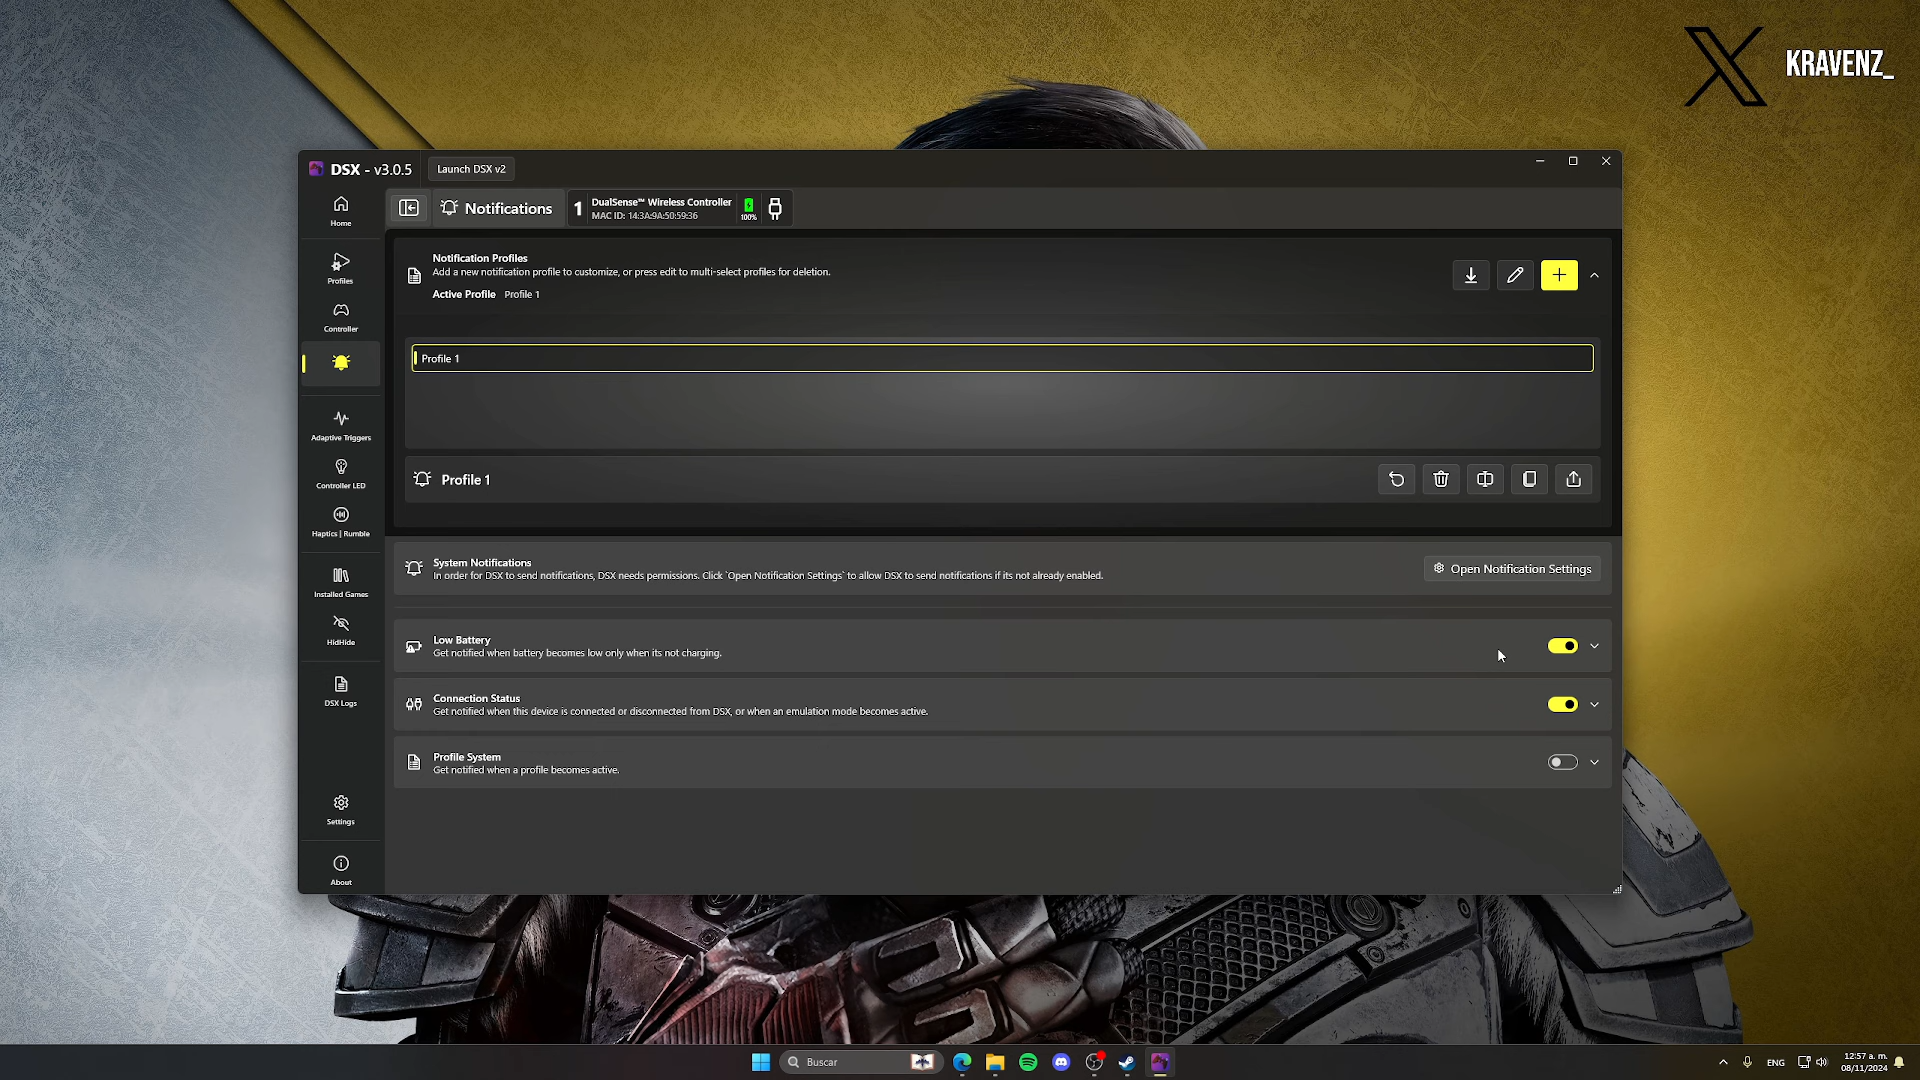 KRAVENZ_
DSX - v3.0.5
Launch DSX v2
Home
Notifications
1
DualSense™ Wireless Controller
MAC ID: 14:3A:9A:50:59:36
100%
Profiles
Controller
Adaptive Triggers
Controller LED
Haptics | Rumble
Installed Games
HidHide
DSX Logs
Settings
About
Notification Profiles
Add a new notification profile to customize, or press edit to multi-select profiles for deletion.
Active Profile Profile 1
Profile 1
Profile 1
System Notifications
In order for DSX to send notifications, DSX needs permissions. Click `Open Notification Settings` to allow DSX to send notifications if its not already enabled.
Open Notification Settings
Low Battery
Get notified when battery becomes low only when its not charging.
Connection Status
Get notified when this device is connected or disconnected from DSX, or when an emulation mode becomes active.
Profile System
Get notified when a profile becomes active.
Buscar
ENG
12:57 a. m.
08/11/2024